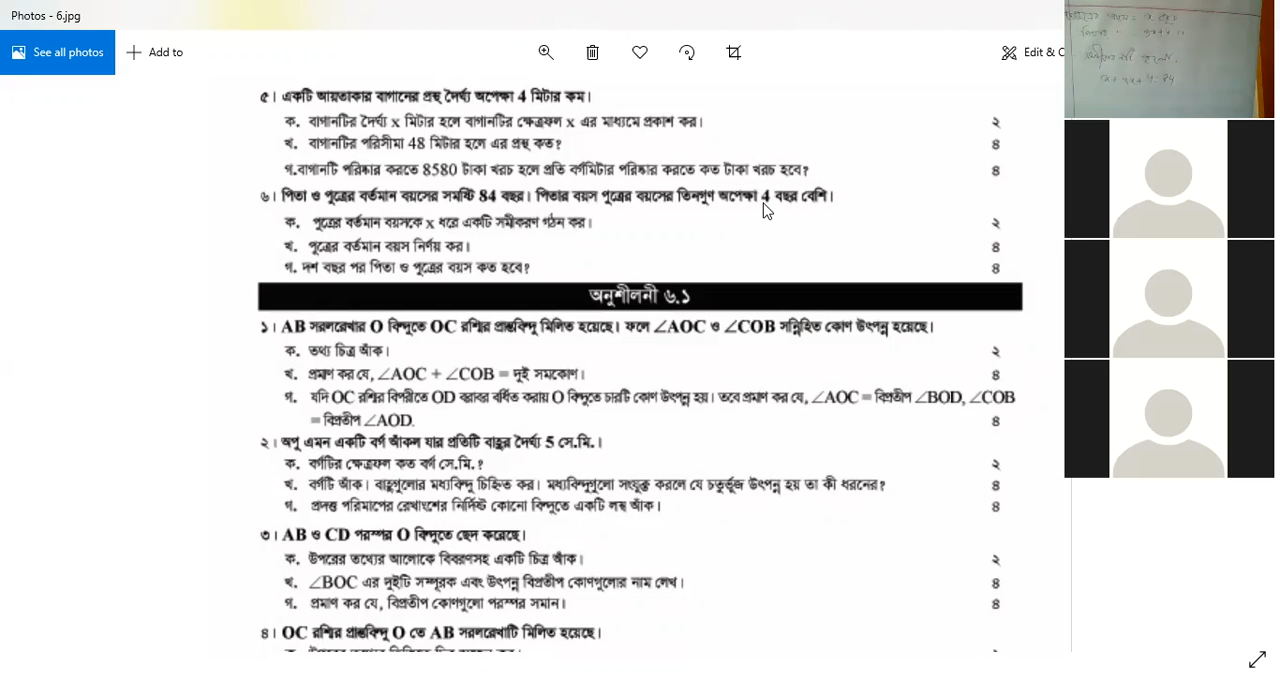 Photos - 6.jpg
See all photos
Add to
Edit & C
৫। একটি আয়তাকার বাগানের প্রস্থ দৈর্ঘ্য অপেক্ষা 4 মিটার কম।
ক. বাগানটির দৈর্ঘ্য x মিটার হলে বাগানটির ক্ষেত্রফল x এর মাধ্যমে প্রকাশ কর। ২
খ. বাগানটির পরিসীমা 48 মিটার হলে এর প্রস্থ কত? ৪
গ.বাগানটি পরিষ্কার করতে 8580 টাকা খরচ হলে প্রতি বর্গমিটার পরিষ্কার করতে কত টাকা খরচ হবে? ৪
৬। পিতা ও পুত্রের বর্তমান বয়সের সমষ্টি 84 বছর। পিতার বয়স পুত্রের বয়সের তিনগুণ অপেক্ষা 4 বছর বেশি।
ক. পুত্রের বর্তমান বয়সকে x ধরে একটি সমীকরণ গঠন কর। ২
খ. পুত্রের বর্তমান বয়স নির্ণয় কর। ৪
গ. দশ বছর পর পিতা ও পুত্রের বয়স কত হবে? ৪
অনুশীলনী ৬.১
১। AB সরলরেখার O বিন্দুতে OC রশ্মির প্রান্তবিন্দু মিলিত হয়েছে। ফলে ∠AOC ও ∠COB সন্নিহিত কোণ উৎপন্ন হয়েছে।
ক. তথ্য চিত্র আঁক। ২
খ. প্রমাণ কর যে, ∠AOC + ∠COB = দুই সমকোণ। ৪
গ. যদি OC রশ্মির বিপরীতে OD বরাবর বর্ধিত করায় O বিন্দুতে চারটি কোণ উৎপন্ন হয়। তবে প্রমাণ কর যে, ∠AOC = বিপ্রতীপ ∠BOD, ∠COB
= বিপ্রতীপ ∠AOD. ৪
২। অপু এমন একটি বর্গ আঁকল যার প্রতিটি বাহুর দৈর্ঘ্য 5 সে.মি.।
ক. বর্গটির ক্ষেত্রফল কত বর্গ সে.মি.? ২
খ. বর্গটি আঁক। বাহুগুলোর মধ্যবিন্দু চিহ্নিত কর। মধ্যবিন্দুগুলো সংযুক্ত করলে যে চতুর্ভূজ উৎপন্ন হয় তা কী ধরনের? ৪
গ. প্রদত্ত পরিমাপের রেখাংশের নির্দিষ্ট কোনো বিন্দুতে একটি লম্ব আঁক। ৪
৩। AB ও CD পরস্পর O বিন্দুতে ছেদ করেছে।
ক. উপরের তথ্যের আলোকে বিবরণসহ একটি চিত্র আঁক। ২
খ. ∠BOC এর দুইটি সম্পূরক এবং উৎপন্ন বিপ্রতীপ কোণগুলোর নাম লেখ। ৪
গ. প্রমাণ কর যে, বিপ্রতীপ কোণগুলো পরস্পর সমান। ৪
৪। OC রশ্মির প্রান্তবিন্দু O তে AB সরলরেখাটি মিলিত হয়েছে।